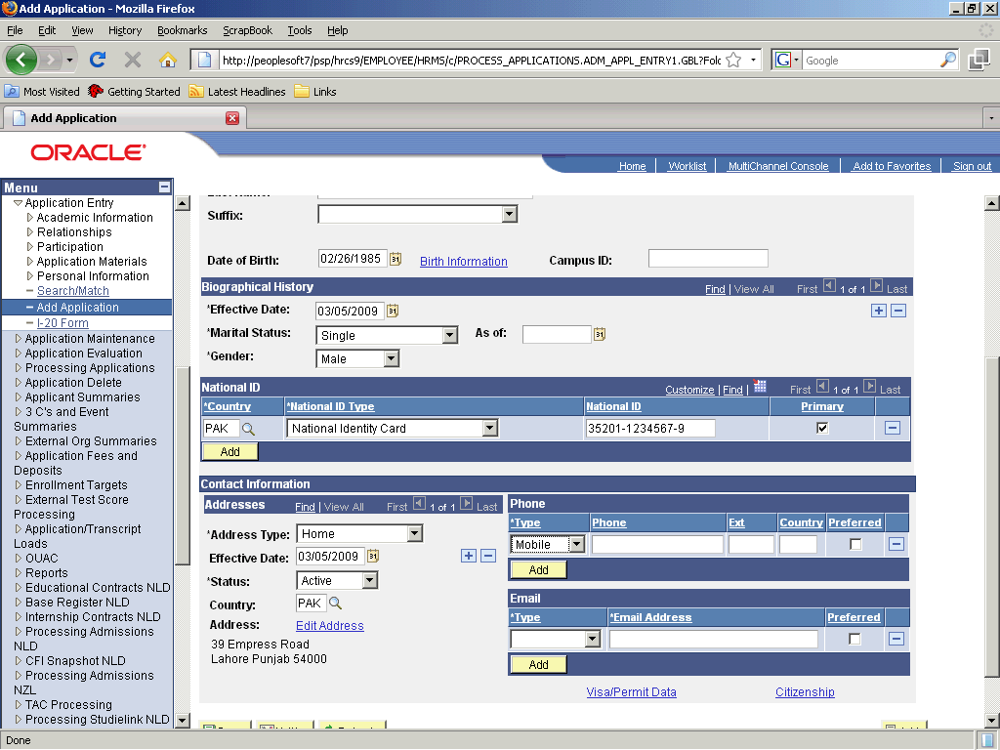 Add Application - Mozilla Firefox
File Edit View History Bookmarks ScrapBook Tools Help
http://peoplesoft7/psp/hrcs9/EMPLOYEE/HRMS/c/PROCESS_APPLICATIONS.ADM_APPL_ENTRY1.GBL?Fold
G Google
Most Visited Getting Started Latest Headlines Links
Add Application
ORACLE
Home Worklist MultiChannel Console Add to Favorites Sign out
Menu
Application Entry
Academic Information
Relationships
Participation
Application Materials
Personal Information
Search/Match
Add Application
I-20 Form
Application Maintenance
Application Evaluation
Processing Applications
Application Delete
Applicant Summaries
3 C's and Event
Summaries
External Org Summaries
Application Fees and
Deposits
Enrollment Targets
External Test Score
Processing
Application/Transcript
Loads
OUAC
Reports
Educational Contracts NLD
Base Register NLD
Internship Contracts NLD
Processing Admissions
NLD
CFI Snapshot NLD
Processing Admissions
NZL
TAC Processing
Processing Studielink NLD
Suffix:
Date of Birth: 02/26/1985 31 Birth Information Campus ID:
Biographical History Find | View All First 1 of 1 Last
*Effective Date: 03/05/2009 31
*Marital Status: Single As of: 31
*Gender: Male
National ID Customize | Find | First 1 of 1 Last
*Country *National ID Type National ID Primary
PAK National Identity Card 35201-1234567-9
Add
Contact Information
Addresses Find | View All First 1 of 1 Last
*Address Type: Home
Effective Date: 03/05/2009 31
*Status: Active
Country: PAK
Address: Edit Address
39 Empress Road
Lahore Punjab 54000
Phone
*Type Phone Ext Country Preferred
Mobile
Add
Email
*Type *Email Address Preferred
Add
Visa/Permit Data Citizenship
Done